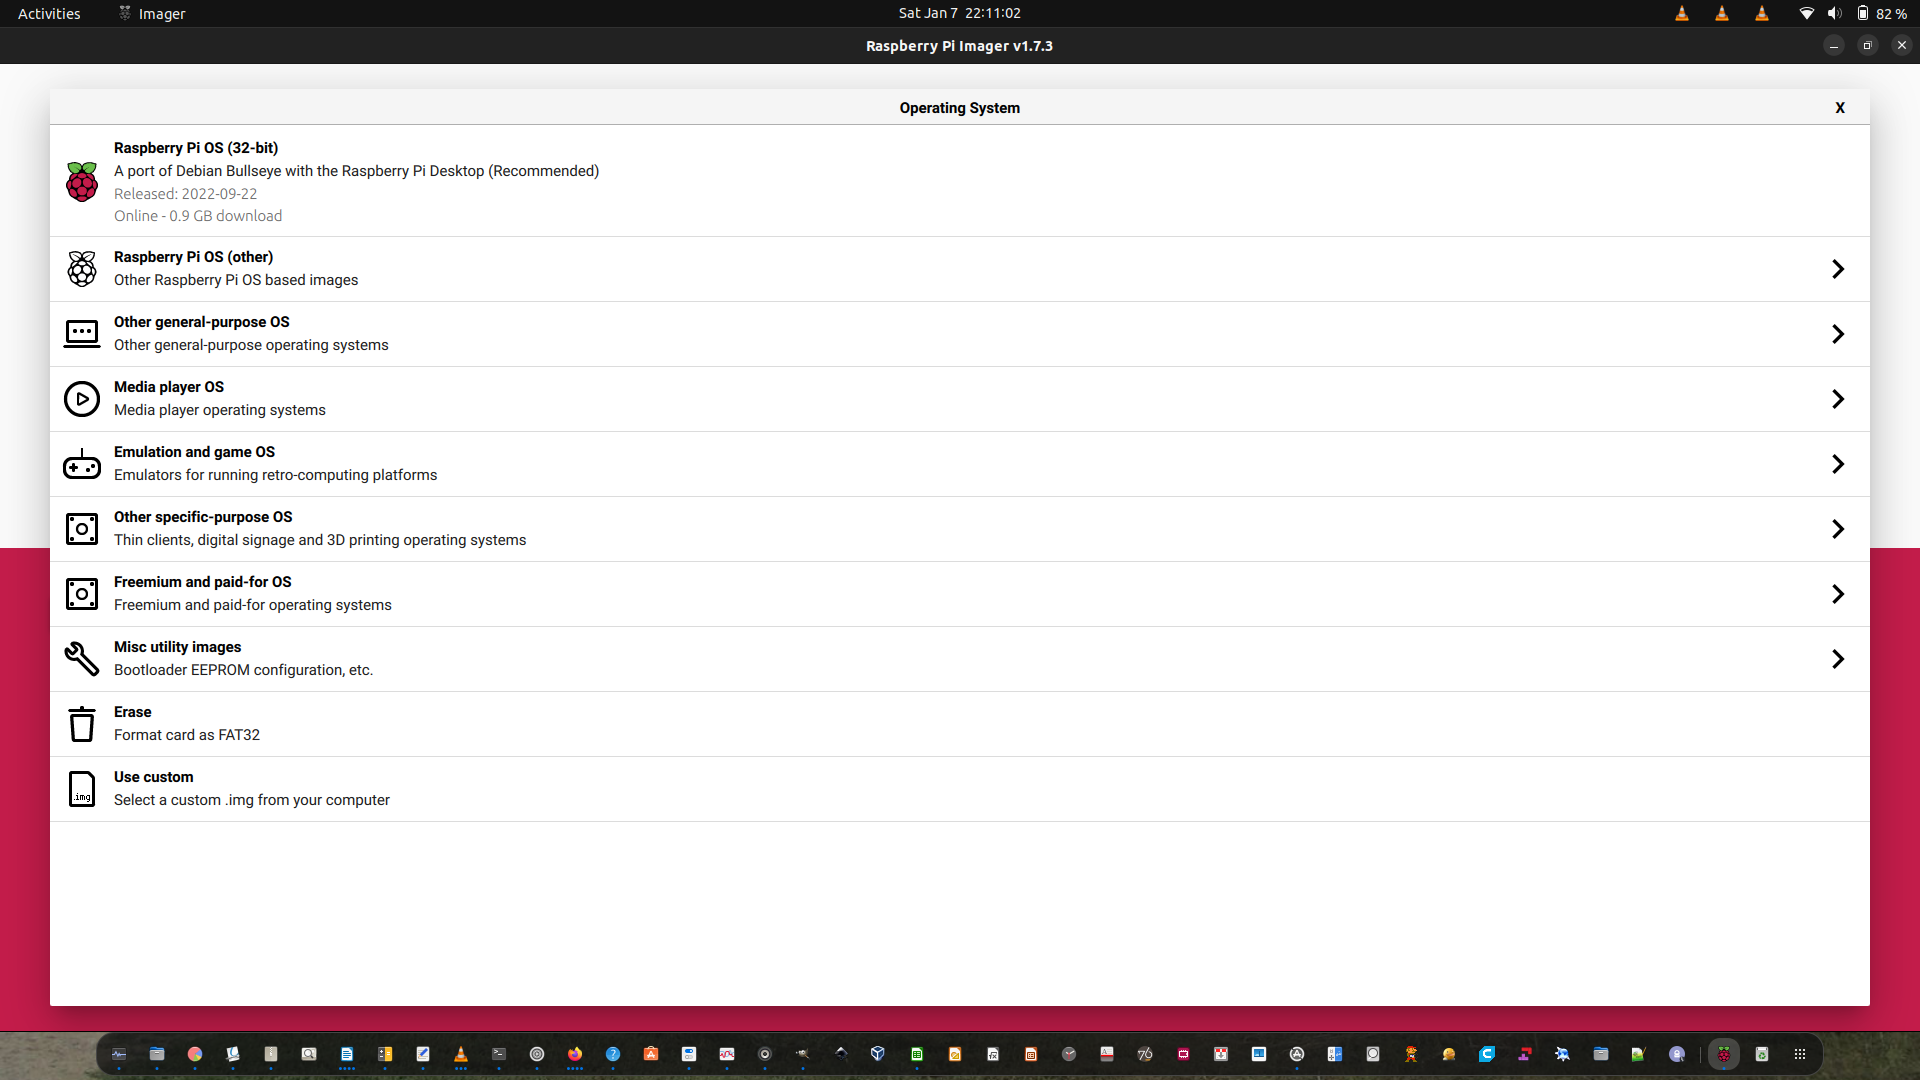 Activities
Imager
Sat Jan 7 22:11:02
82 %
Raspberry Pi Imager v1.7.3
Operating System
X
Raspberry Pi OS (32-bit)
A port of Debian Bullseye with the Raspberry Pi Desktop (Recommended)
Released: 2022-09-22
Online - 0.9 GB download
Raspberry Pi OS (other)
Other Raspberry Pi OS based images
Other general-purpose OS
Other general-purpose operating systems
Media player OS
Media player operating systems
Emulation and game OS
Emulators for running retro-computing platforms
Other specific-purpose OS
Thin clients, digital signage and 3D printing operating systems
Freemium and paid-for OS
Freemium and paid-for operating systems
Misc utility images
Bootloader EEPROM configuration, etc.
Erase
Format card as FAT32
.img
Use custom
Select a custom .img from your computer